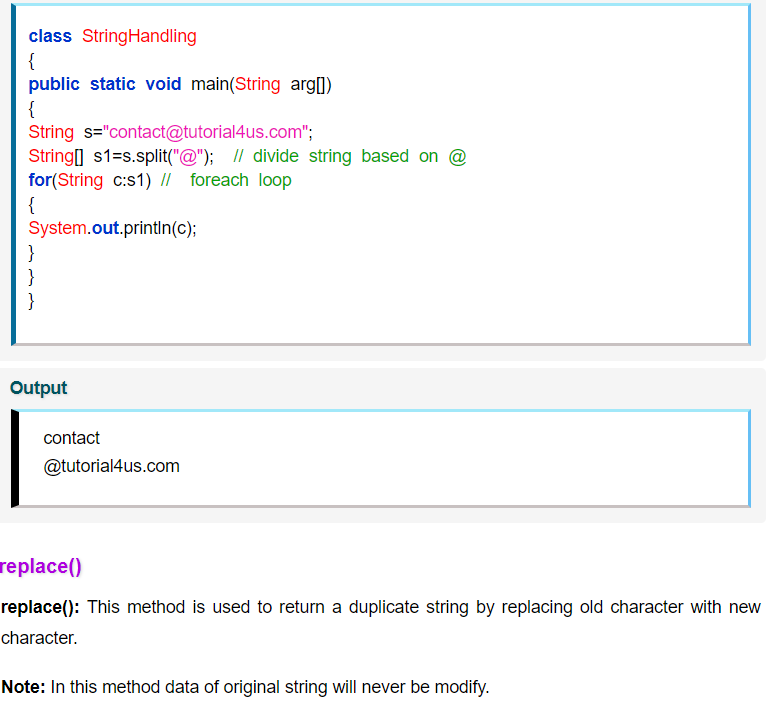 class StringHandling
{
public static void main(String arg[])
{
String s="contact@tutorial4us.com";
String[] s1=s.split("@"); // divide string based on @
for(String c:s1) // foreach loop
{
System.out.println(c);
}
}
}
Output
contact
@tutorial4us.com
replace()
replace(): This method is used to return a duplicate string by replacing old character with new
character.
Note: In this method data of original string will never be modify.